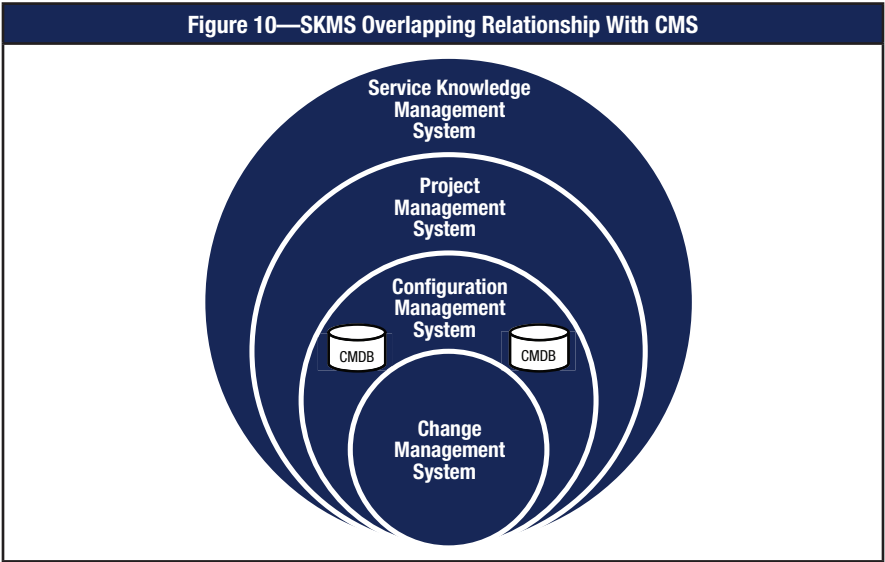 Figure 10—SKMS Overlapping Relationship With CMS
Service Knowledge
Management
System
Project
Management
System
Configuration
Management
System
CMDB
CMDB
Change
Management
System